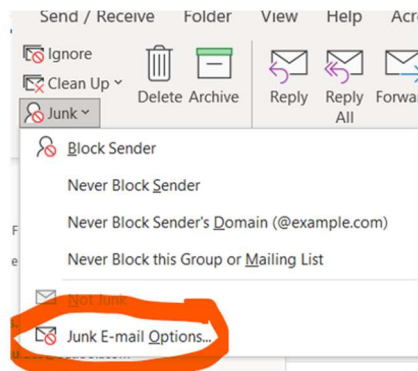 Send / Receive Folder View Help
Ignore
Clean Up
Junk
Delete Archive Reply Reply All
Block Sender
Never Block Sender
Never Block Sender's Domain (@example.com)
Never Block this Group or Mailing List
Not Junk
Junk E-mail Options...